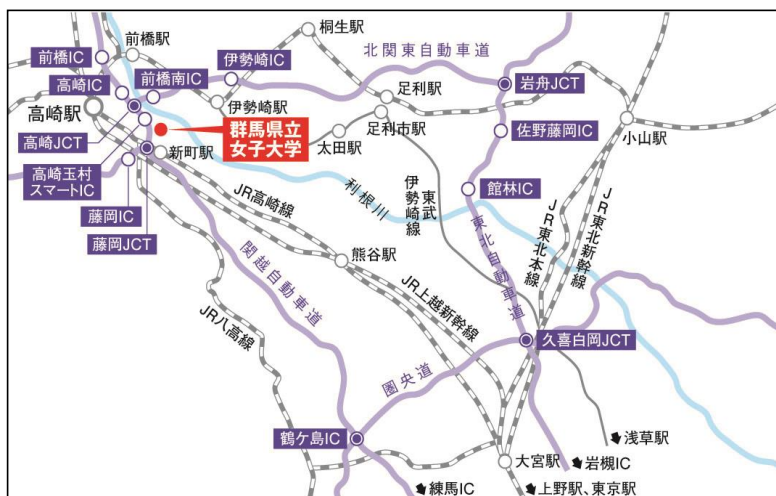 桐生駅
前橋駅
前橋IC
伊勢崎IC
北関東自動車道
高崎IC
前橋南IC
足利駅
岩舟JCT
高崎駅
伊勢崎駅
足利市駅
小山駅
高崎JCT
群馬県立
女子大学
太田駅
佐野藤岡IC
新町駅
高崎玉村
スマートIC
館林IC
藤岡IC
藤岡JCT
JR高崎線
利根川
東武
伊勢崎線
東北自動車道
JR東北本線
JR東北新幹線
熊谷駅
関越自動車道
JR上越新幹線
JR八高線
久喜白岡JCT
圏央道
鶴ケ島IC
浅草駅
大宮駅
岩槻IC
練馬IC
上野駅、東京駅